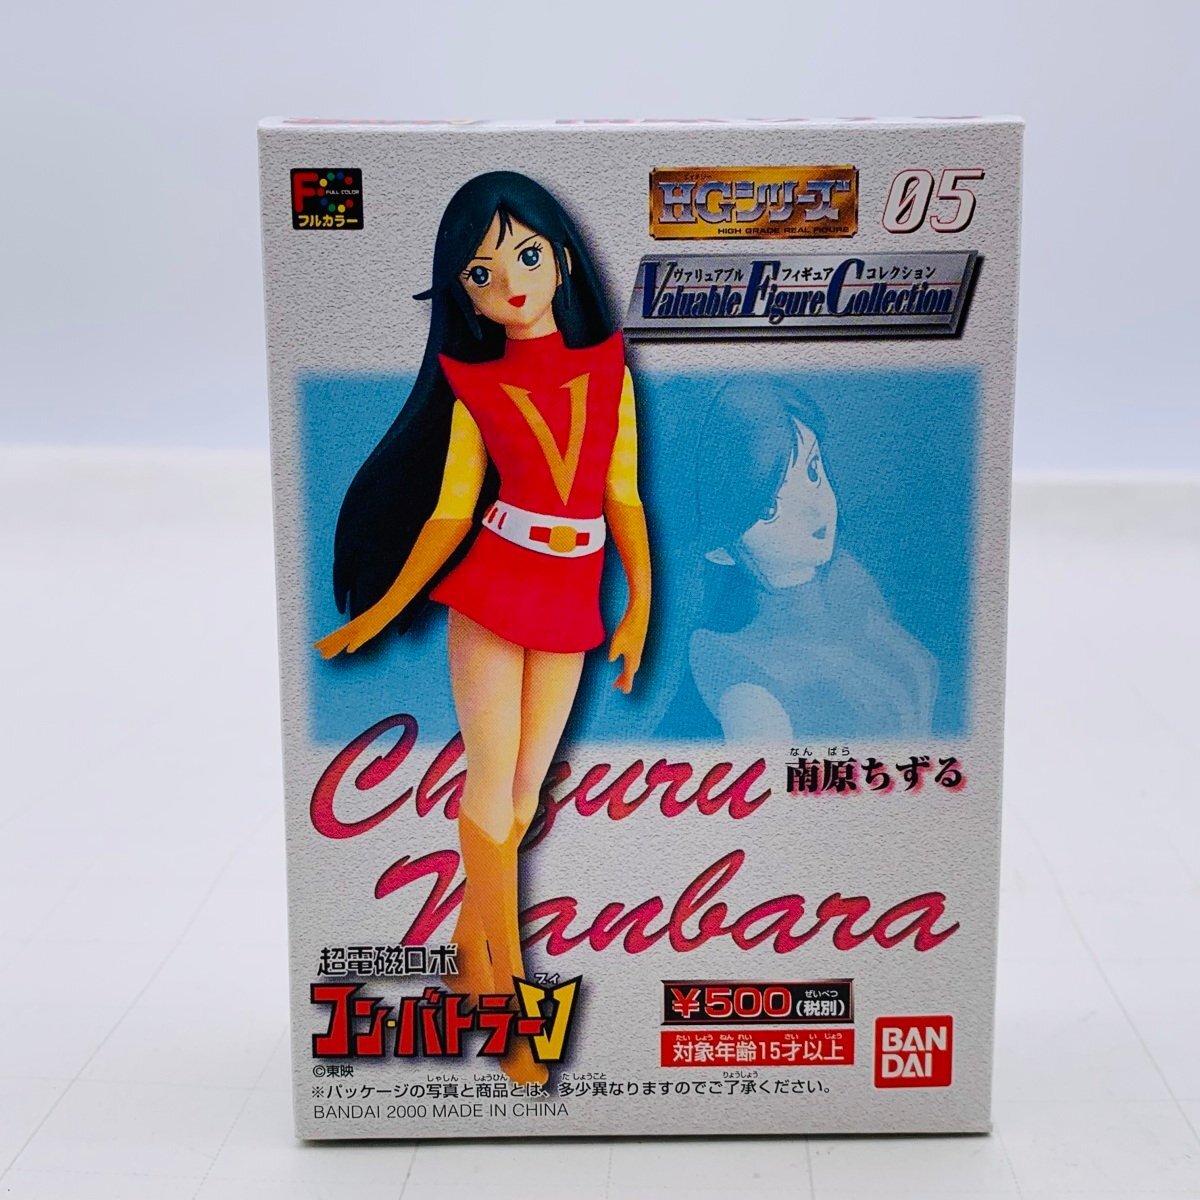 F FULL COLOR
フルカラー
エイチジー
HGシリーズ
HIGH GRADE REAL FIGURE
05
ヴァリュアブル フィギュア コレクション
Valuable Figure Collection
Chizuru
なん ばら
南原ちずる
Nanbara
超電磁ロボ
ブイ
コン・バトラーV
©東映
¥500(税別)
ぜいべつ
たいしょう ねんれい さい いじょう
対象年齢15才以上
BAN
DAI
しゃしん しょうひん た しょうこと りょうしょう
※パッケージの写真と商品とは、多少異なりますのでご了承ください。
BANDAI 2000 MADE IN CHINA